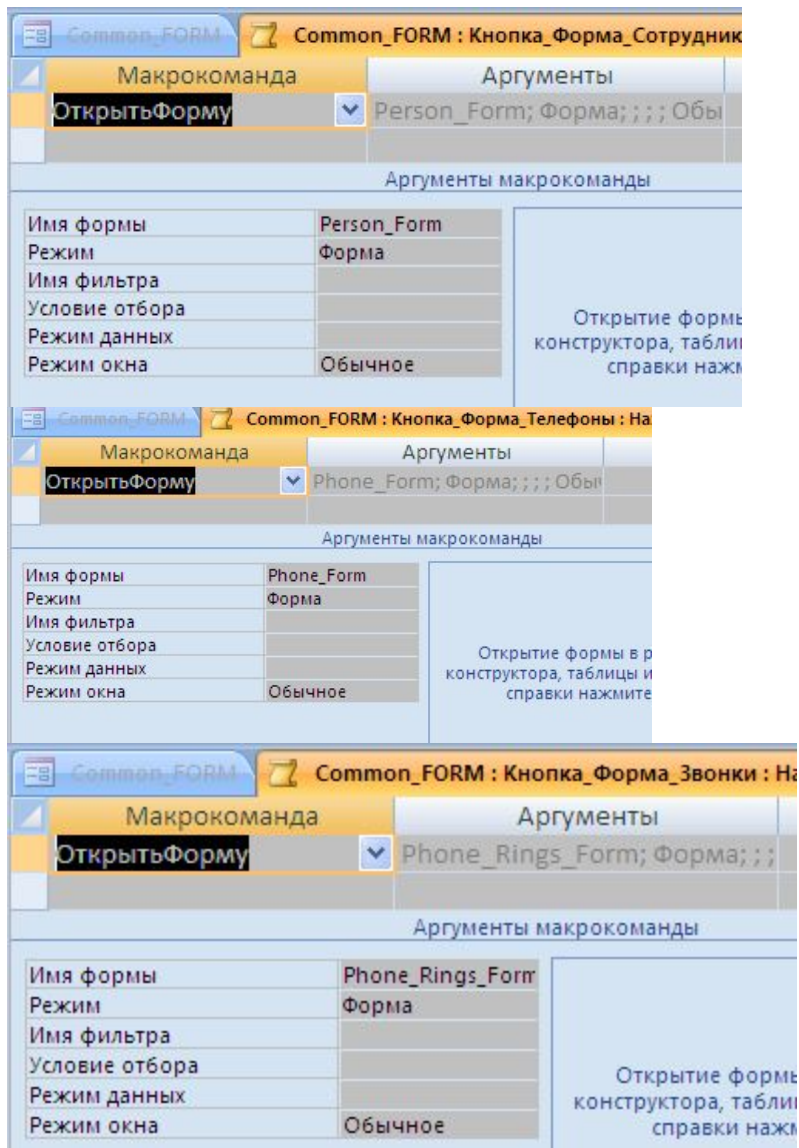 Common_FORM Common_FORM : Кнопка_Форма_Сотрудник
Макрокоманда Аргументы
ОткрытьФорму Person_Form; Форма; ; ; ; Обы
Аргументы макрокоманды
Имя формы Person_Form
Режим Форма
Имя фильтра
Условие отбора
Режим данных
Режим окна Обычное
Открытие формы
конструктора, табли
справки нажм
Common_FORM Common_FORM : Кнопка_Форма_Телефоны : На
Макрокоманда Аргументы
ОткрытьФорму Phone_Form; Форма; ; ; ; Обы
Аргументы макрокоманды
Имя формы Phone_Form
Режим Форма
Имя фильтра
Условие отбора
Режим данных
Режим окна Обычное
Открытие формы в р
конструктора, таблицы и
справки нажмите
Common_FORM Common_FORM : Кнопка_Форма_Звонки : На
Макрокоманда Аргументы
ОткрытьФорму Phone_Rings_Form; Форма; ; ;
Аргументы макрокоманды
Имя формы Phone_Rings_Form
Режим Форма
Имя фильтра
Условие отбора
Режим данных
Режим окна Обычное
Открытие формы
конструктора, табли
справки нажм